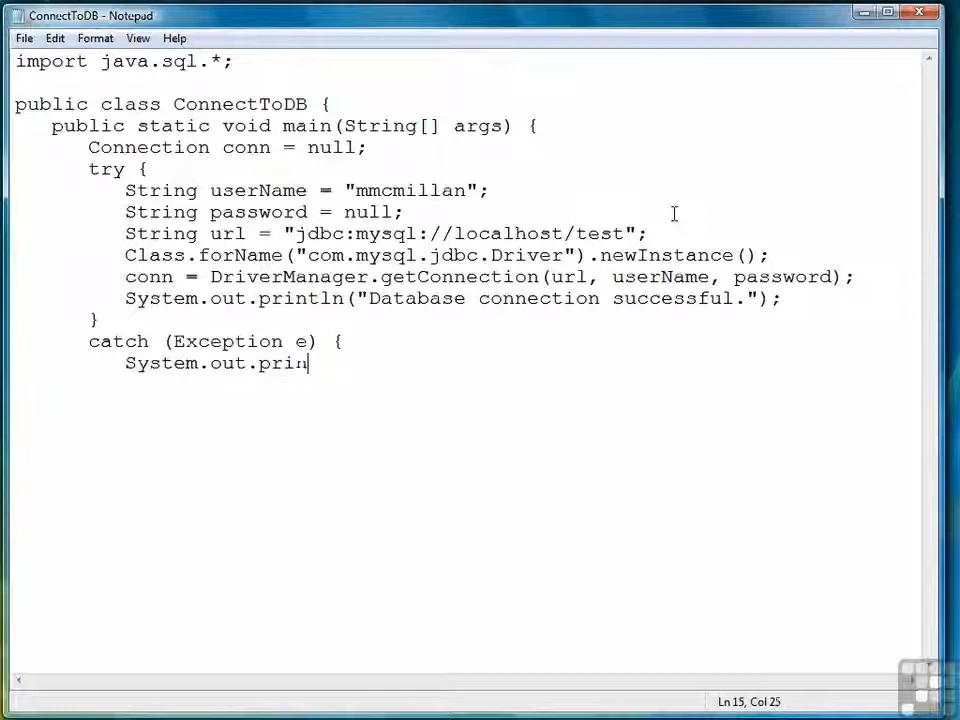 ConnectToDB - Notepad
File Edit Format View Help
import java.sql.*;
public class ConnectToDB {
public static void main(String[] args) {
Connection conn = null;
try {
String userName = "mmcmillan";
String password = null;
String url = "jdbc:mysql://localhost/test";
Class.forName("com.mysql.jdbc.Driver").newInstance();
conn = DriverManager.getConnection(url, userName, password);
System.out.println("Database connection successful.");
}
catch (Exception e) {
System.out.prin
Ln 15, Col 25